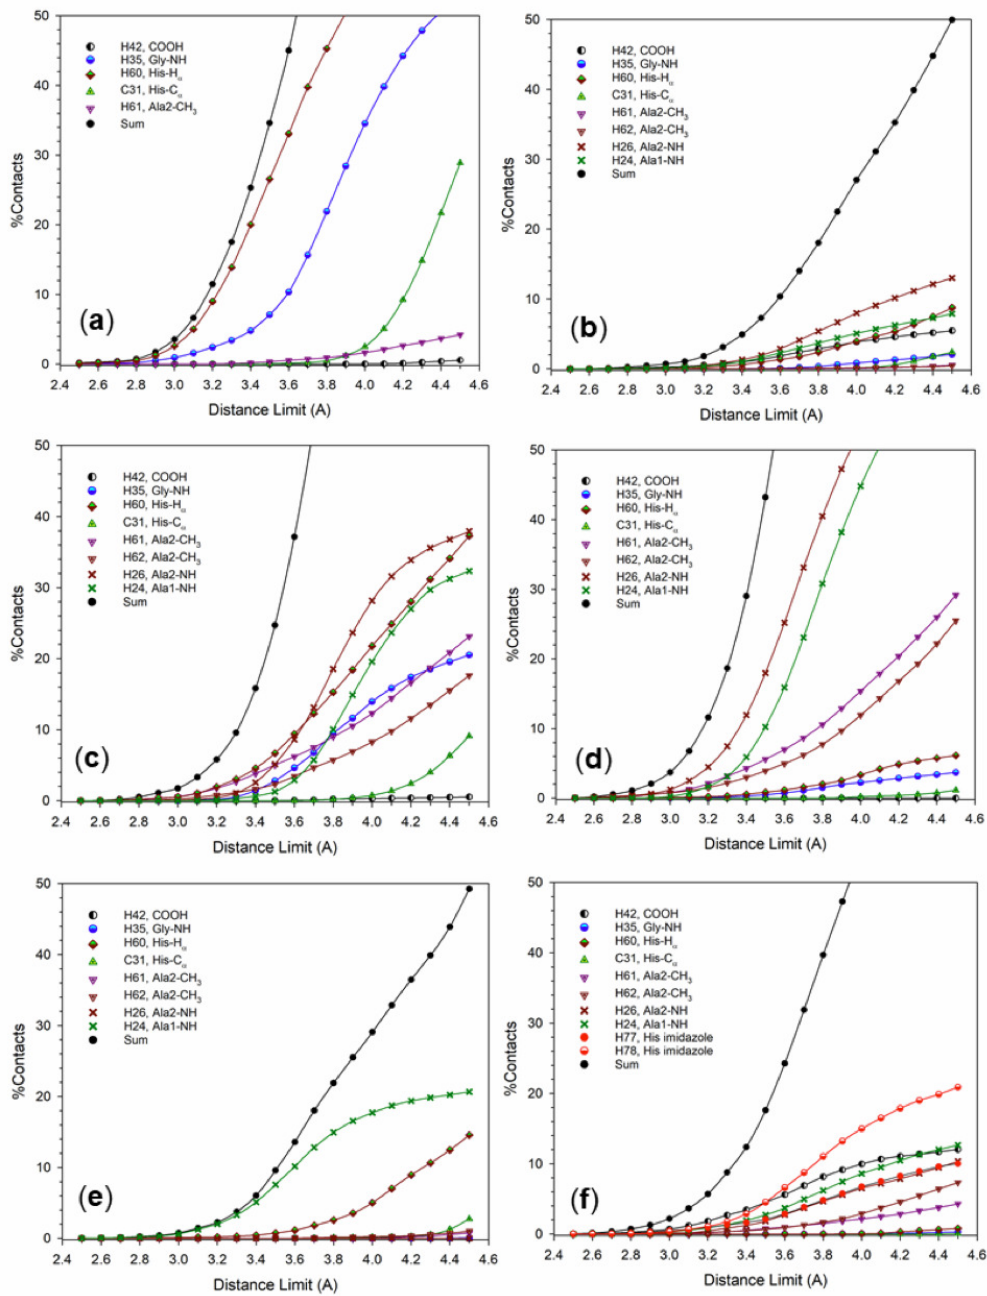 50
40
30
20
10
0
%Contacts
H42, COOH
H35, Gly-NH
H60, His-Hα
C31, His-Cα
H61, Ala2-CH3
Sum
(a)
2.4 2.6 2.8 3.0 3.2 3.4 3.6 3.8 4.0 4.2 4.4 4.6
Distance Limit (A)
50
40
30
20
10
0
%Contacts
H42, COOH
H35, Gly-NH
H60, His-Hα
C31, His-Cα
H61, Ala2-CH3
H62, Ala2-CH3
H26, Ala2-NH
H24, Ala1-NH
Sum
(b)
2.4 2.6 2.8 3.0 3.2 3.4 3.6 3.8 4.0 4.2 4.4 4.6
Distance Limit (A)
50
40
30
20
10
0
%Contacts
H42, COOH
H35, Gly-NH
H60, His-Hα
C31, His-Cα
H61, Ala2-CH3
H62, Ala2-CH3
H26, Ala2-NH
H24, Ala1-NH
Sum
(c)
2.4 2.6 2.8 3.0 3.2 3.4 3.6 3.8 4.0 4.2 4.4 4.6
Distance Limit (A)
50
40
30
20
10
0
%Contacts
H42, COOH
H35, Gly-NH
H60, His-Hα
C31, His-Cα
H61, Ala2-CH3
H62, Ala2-CH3
H26, Ala2-NH
H24, Ala1-NH
Sum
(d)
2.4 2.6 2.8 3.0 3.2 3.4 3.6 3.8 4.0 4.2 4.4 4.6
Distance Limit (A)
50
40
30
20
10
0
%Contacts
H42, COOH
H35, Gly-NH
H60, His-Hα
C31, His-Cα
H61, Ala2-CH3
H62, Ala2-CH3
H26, Ala2-NH
H24, Ala1-NH
Sum
(e)
2.4 2.6 2.8 3.0 3.2 3.4 3.6 3.8 4.0 4.2 4.4 4.6
Distance Limit (A)
50
40
30
20
10
0
%Contacts
H42, COOH
H35, Gly-NH
H60, His-Hα
C31, His-Cα
H61, Ala2-CH3
H62, Ala2-CH3
H26, Ala2-NH
H24, Ala1-NH
H77, His imidazole
H78, His imidazole
Sum
(f)
2.4 2.6 2.8 3.0 3.2 3.4 3.6 3.8 4.0 4.2 4.4 4.6
Distance Limit (A)